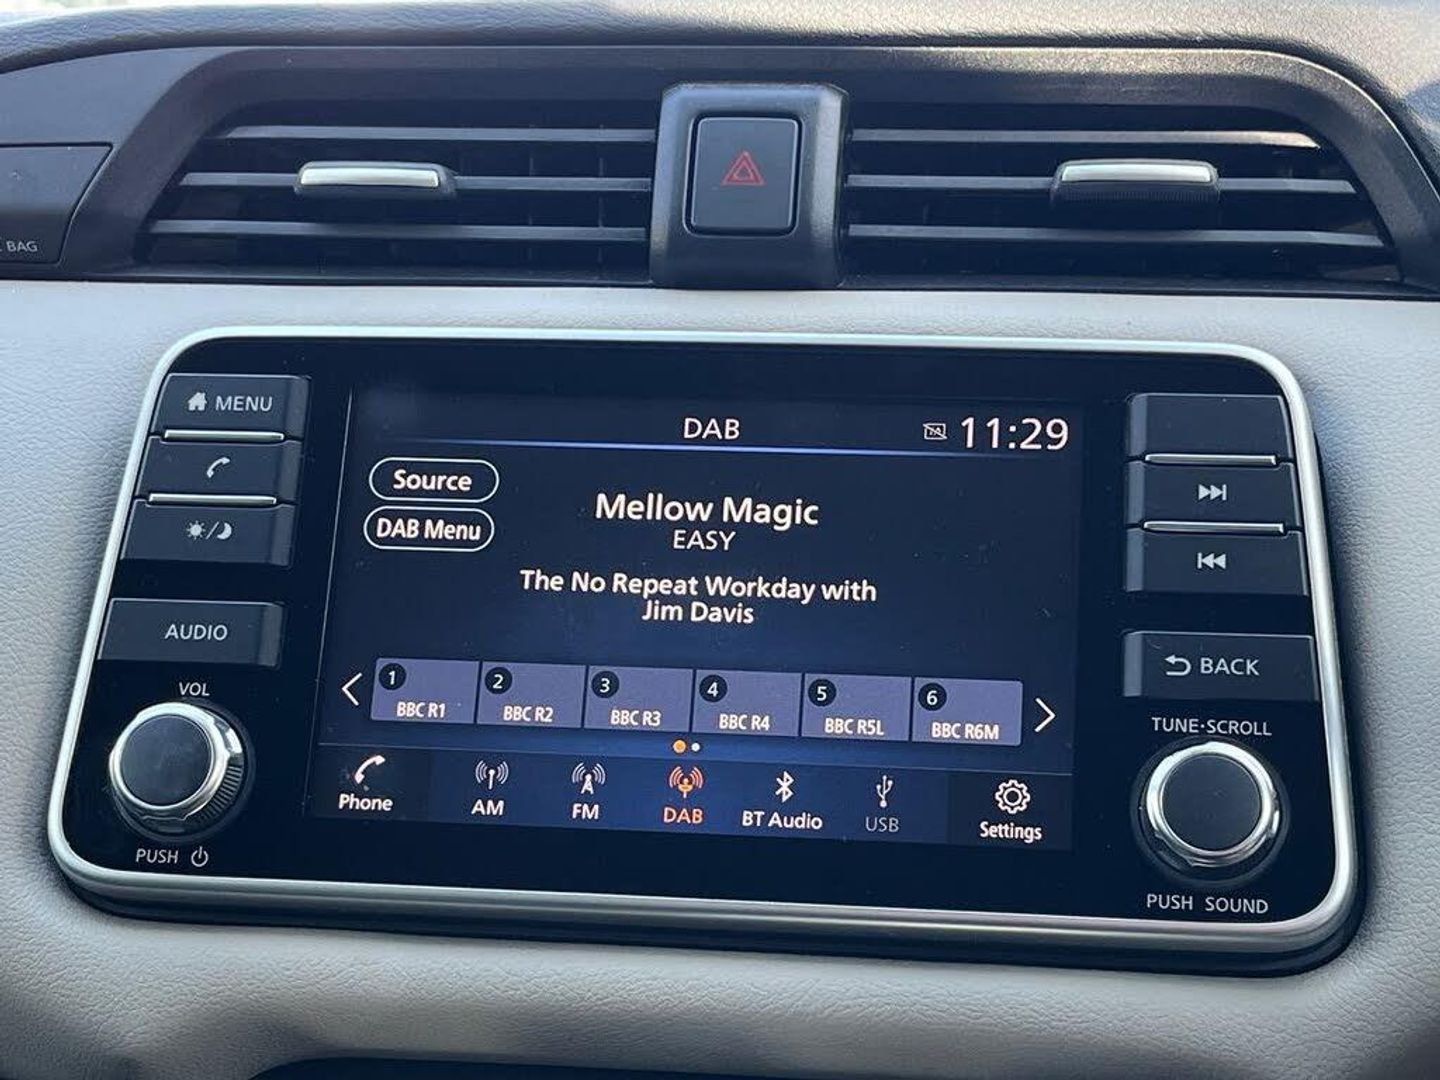 BAG
MENU
AUDIO
VOL
PUSH
DAB
TA
11:29
Source
DAB Menu
Mellow Magic
EASY
The No Repeat Workday with
Jim Davis
1
BBC R1
2
BBC R2
3
BBC R3
4
BBC R4
5
BBC R5L
6
BBC R6M
Phone
AM
FM
DAB
BT Audio
USB
Settings
BACK
TUNE·SCROLL
PUSH SOUND